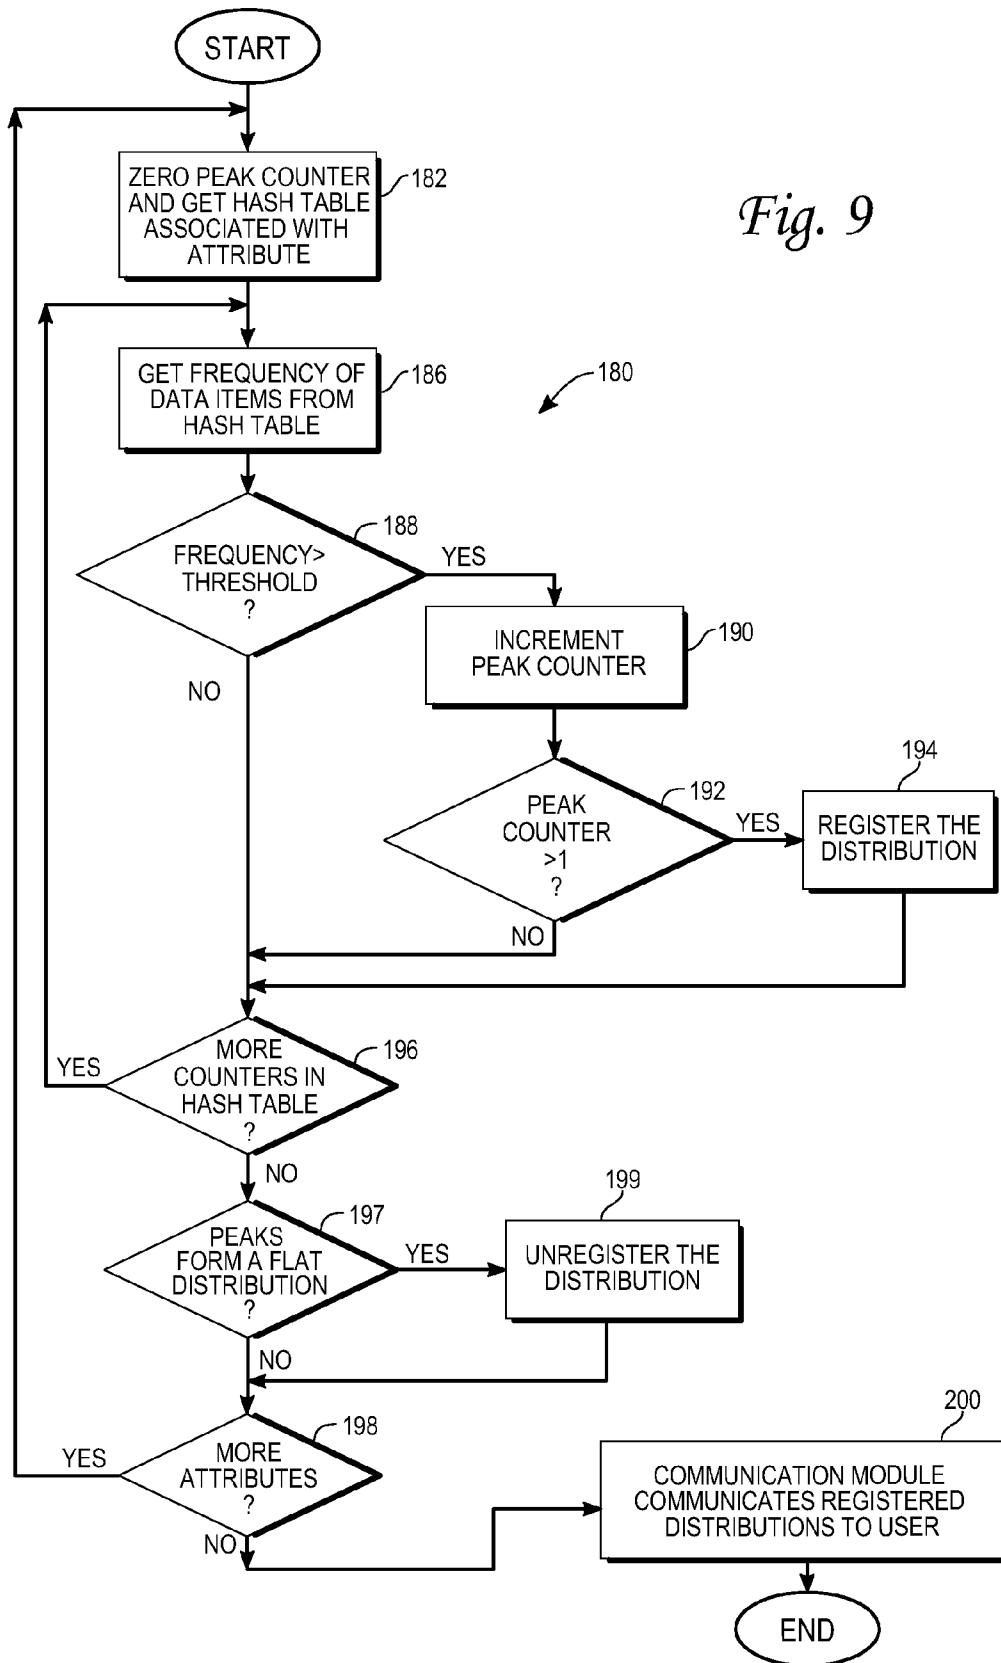 START
ZERO PEAK COUNTER
AND GET HASH TABLE
ASSOCIATED WITH
ATTRIBUTE
182
Fig. 9
GET FREQUENCY OF
DATA ITEMS FROM
HASH TABLE
186
180
188
FREQUENCY>
THRESHOLD
?
YES
NO
INCREMENT
PEAK COUNTER
190
192
PEAK
COUNTER
>1
?
YES
NO
194
REGISTER THE
DISTRIBUTION
196
MORE
COUNTERS IN
HASH TABLE
?
YES
NO
197
PEAKS
FORM A FLAT
DISTRIBUTION
?
YES
NO
199
UNREGISTER THE
DISTRIBUTION
198
MORE
ATTRIBUTES
?
YES
NO
200
COMMUNICATION MODULE
COMMUNICATES REGISTERED
DISTRIBUTIONS TO USER
END